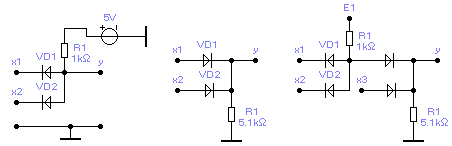 5V
E1
VD1
R1
1kΩ
x1
y
VD2
x2
x1
VD1
y
x2
VD2
R1
5.1kΩ
R1
1kΩ
x1
VD1
y
x2
VD2
x3
R1
5.1kΩ